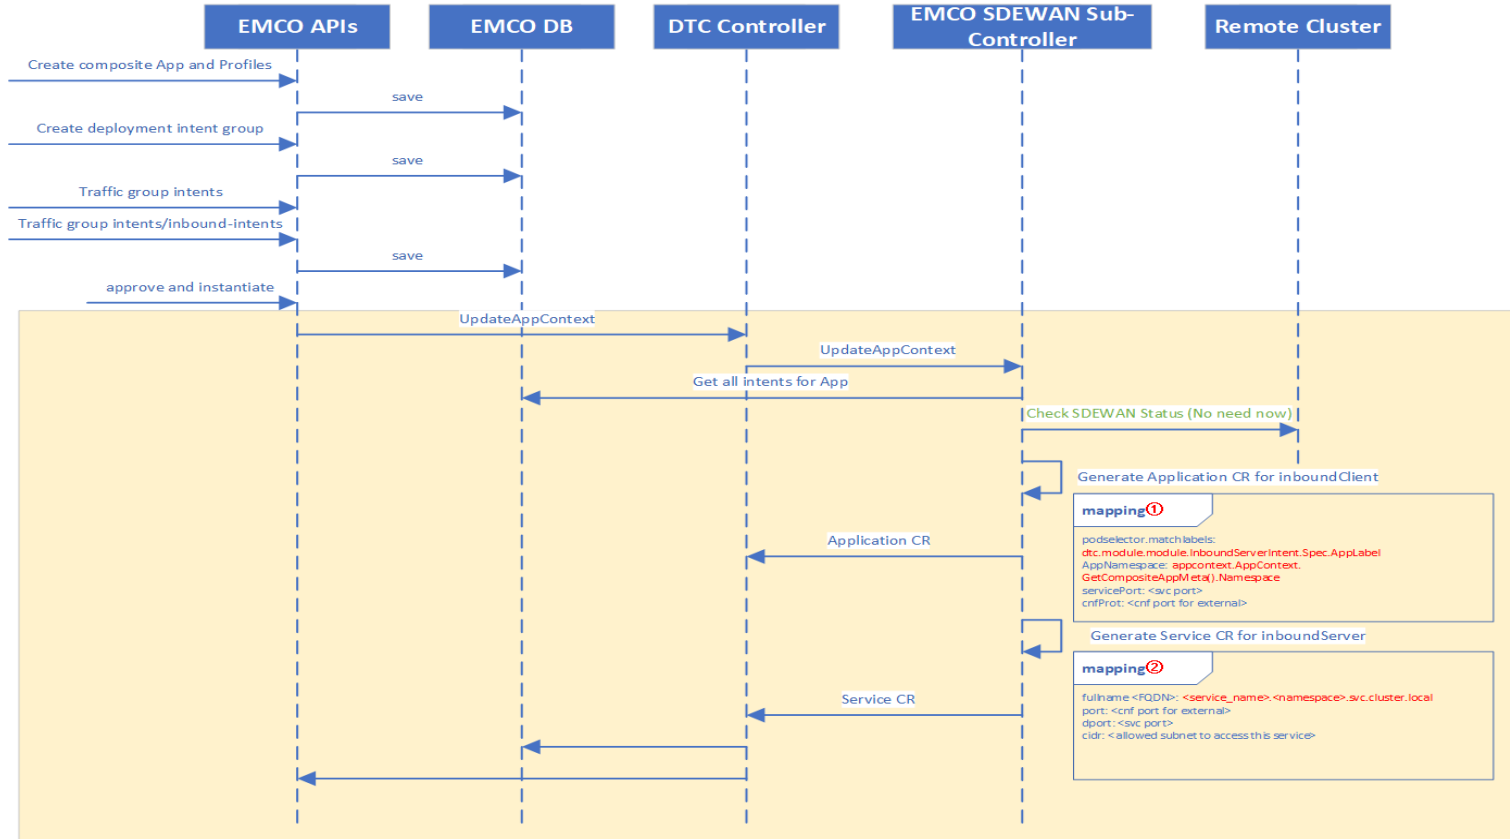 EMCO APIs
EMCO DB
DTC Controller
EMCO SDEWAN Sub-
Controller
Remote Cluster
Create composite App and Profiles
save
Create deployment intent group
save
Traffic group intents
Traffic group intents/inbound-intents
save
approve and instantiate
UpdateAppContext
UpdateAppContext
Get all intents for App
Check SDEWAN Status (No need now)
Generate Application CR for inboundClient
mapping①
podselector.matchlabels:
dtc.module.module.InboundServerIntent.Spec.AppLabel
AppNamespace: appcontext.AppContext.
GetCompositeAppMeta().Namespace
servicePort: <svc port>
cnfProt: <cnf port for external>
Application CR
Generate Service CR for inboundServer
mapping②
fullname <FQDN>: <service_name>.<namespace>.svc.cluster.local
port: <cnf port for external>
dport: <svc port>
cidr: <allowed subnet to access this service>
Service CR